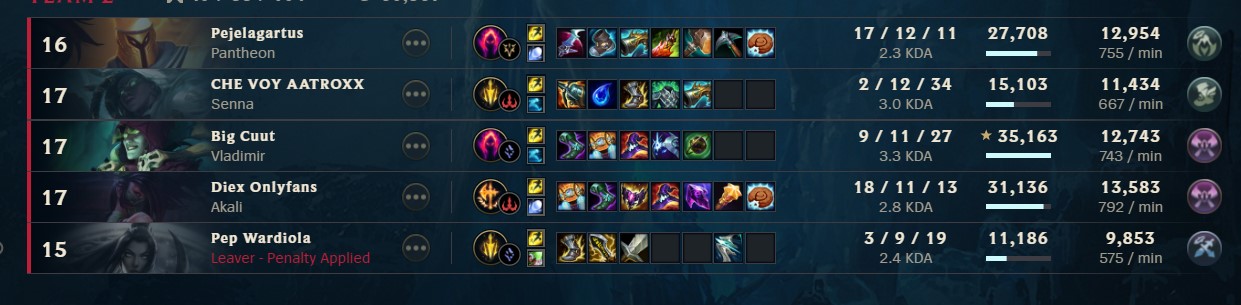 16
Pejelagartus
Pantheon
17 / 12 / 11
2.3 KDA
27,708
12,954
755 / min
17
CHE VOY AATROXX
Senna
2 / 12 / 34
3.0 KDA
15,103
11,434
667 / min
17
Big Cuut
Vladimir
9 / 11 / 27
3.3 KDA
35,163
12,743
743 / min
17
Diex Onlyfans
Akali
18 / 11 / 13
2.8 KDA
31,136
13,583
792 / min
15
Pep Wardiola
Leaver - Penalty Applied
3 / 9 / 19
2.4 KDA
11,186
9,853
575 / min